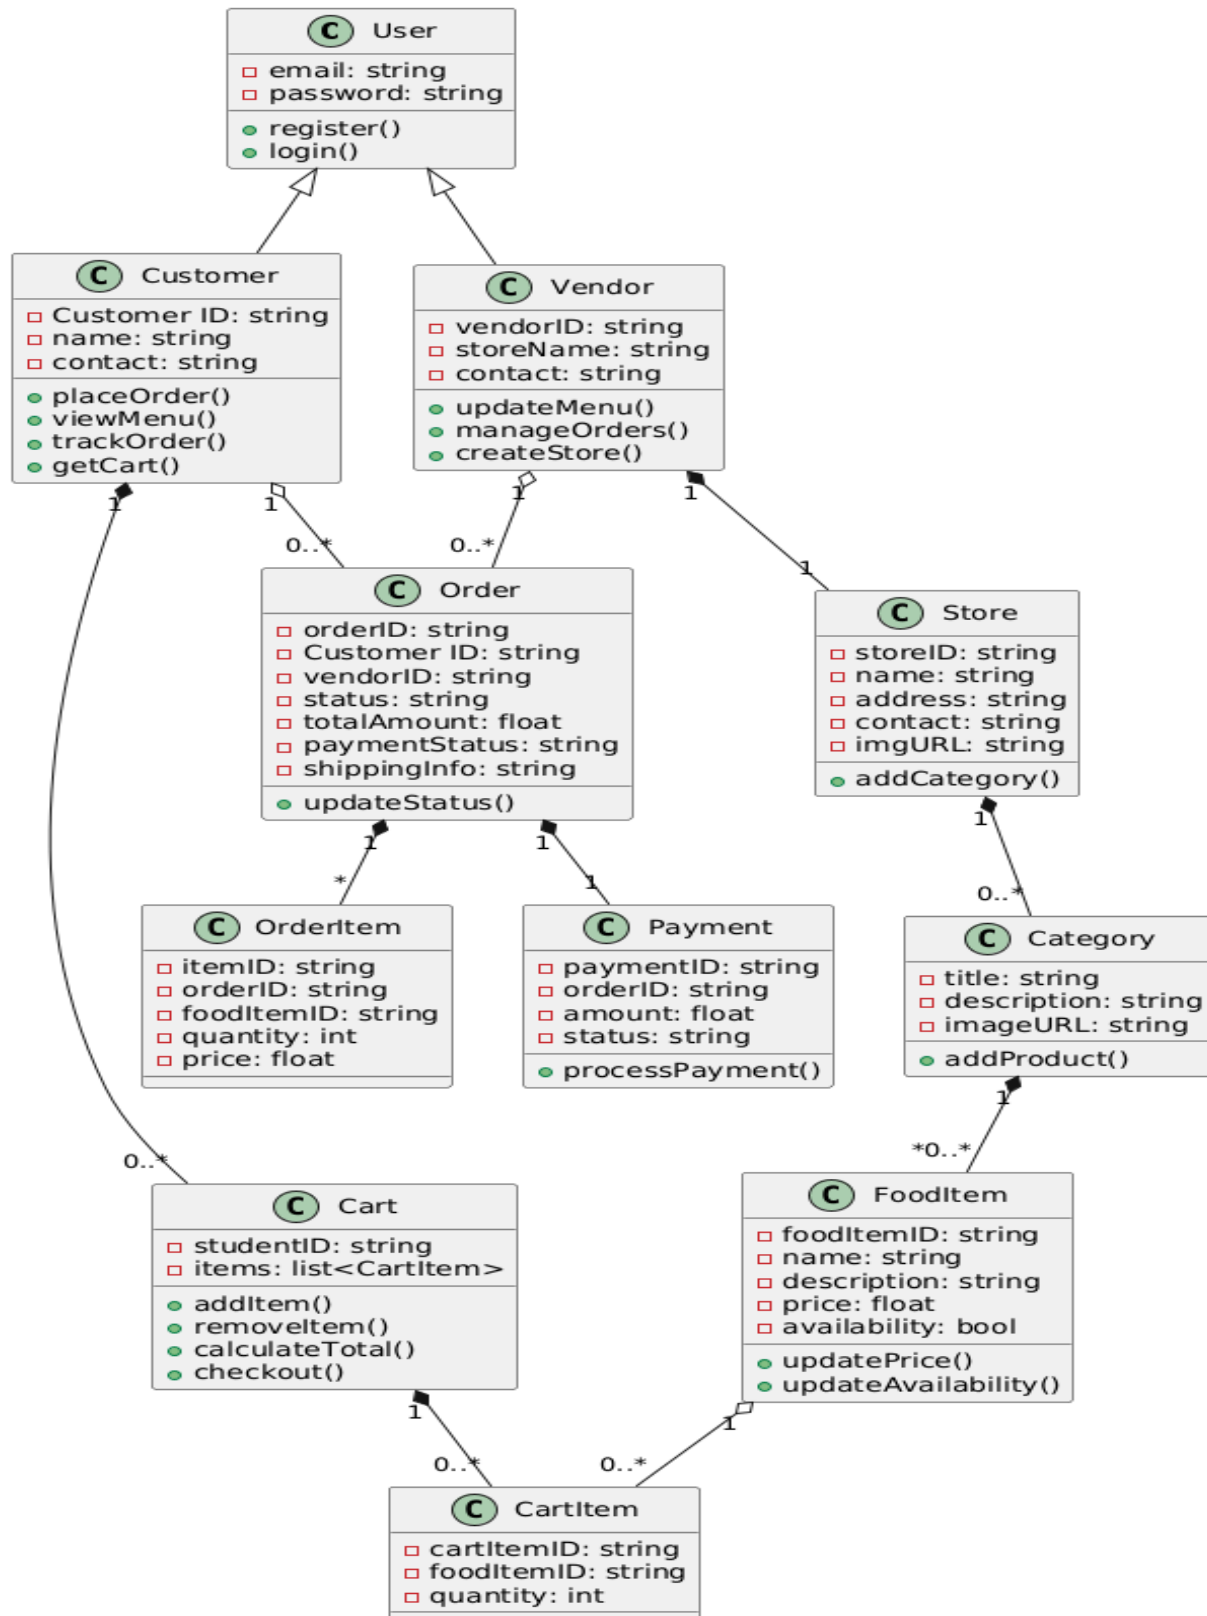 C User
email: string
password: string
register()
login()
C Customer
Customer ID: string
name: string
contact: string
placeOrder()
viewMenu()
trackOrder()
getCart()
C Vendor
vendorID: string
storeName: string
contact: string
updateMenu()
manageOrders()
createStore()
1
1
0..*
1
0..*
1
1
C Order
orderID: string
Customer ID: string
vendorID: string
status: string
totalAmount: float
paymentStatus: string
shippingInfo: string
updateStatus()
C Store
storeID: string
name: string
address: string
contact: string
imgURL: string
addCategory()
1
*
1
1
1
0..*
C OrderItem
itemID: string
orderID: string
foodItemID: string
quantity: int
price: float
C Payment
paymentID: string
orderID: string
amount: float
status: string
processPayment()
C Category
title: string
description: string
imageURL: string
addProduct()
1
*0..*
0..*
C Cart
studentID: string
items: list<CartItem>
addItem()
removeItem()
calculateTotal()
checkout()
C FoodItem
foodItemID: string
name: string
description: string
price: float
availability: bool
updatePrice()
updateAvailability()
1
0..*
1
0..*
C CartItem
cartItemID: string
foodItemID: string
quantity: int